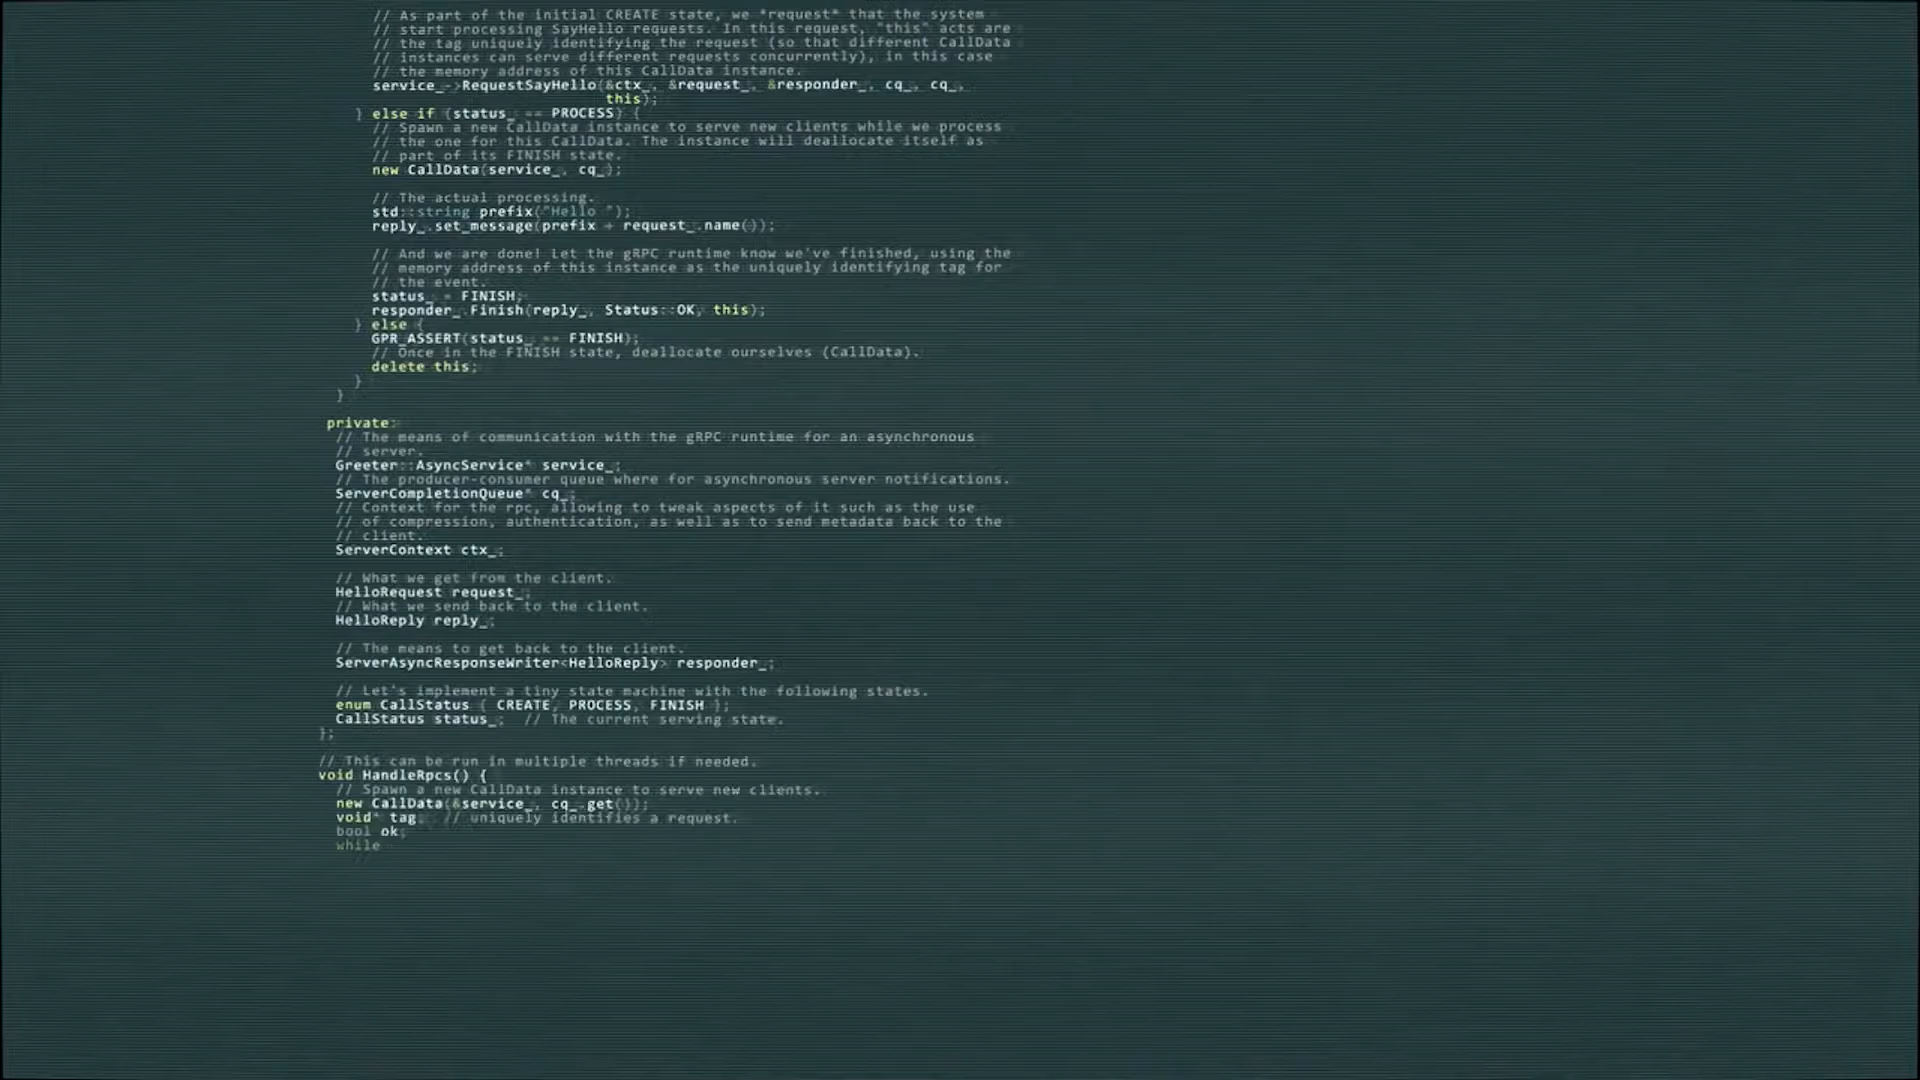 // As part of the initial CREATE state, we *request* that the system
// start processing SayHello requests. In this request, "this" acts are
// the tag uniquely identifying the request (so that different CallData
// instances can serve different requests concurrently), in this case
// the memory address of this CallData instance.
service_->RequestSayHello(&ctx_, &request_, &responder_, cq_, cq_,
this);
} else if (status_ == PROCESS) {
// Spawn a new CallData instance to serve new clients while we process
// the one for this CallData. The instance will deallocate itself as
// part of its FINISH state.
new CallData(service_, cq_);
// The actual processing.
std::string prefix("Hello ");
reply_.set_message(prefix + request_.name());
// And we are done! Let the gRPC runtime know we've finished, using the
// memory address of this instance as the uniquely identifying tag for
// the event.
status_ = FINISH;
responder_.Finish(reply_, Status::OK, this);
} else {
GPR_ASSERT(status_ == FINISH);
// Once in the FINISH state, deallocate ourselves (CallData).
delete this;
}
}
private:
// The means of communication with the gRPC runtime for an asynchronous
// server.
Greeter::AsyncService* service_;
// The producer-consumer queue where for asynchronous server notifications.
ServerCompletionQueue* cq_;
// Context for the rpc, allowing to tweak aspects of it such as the use
// of compression, authentication, as well as to send metadata back to the
// client.
ServerContext ctx_;
// What we get from the client.
HelloRequest request_;
// What we send back to the client.
HelloReply reply_;
// The means to get back to the client.
ServerAsyncResponseWriter<HelloReply> responder_;
// Let's implement a tiny state machine with the following states.
enum CallStatus { CREATE, PROCESS, FINISH };
CallStatus status_; // The current serving state.
};
// This can be run in multiple threads if needed.
void HandleRpcs() {
// Spawn a new CallData instance to serve new clients.
new CallData(&service_, cq_.get());
void* tag; // uniquely identifies a request.
bool ok;
while